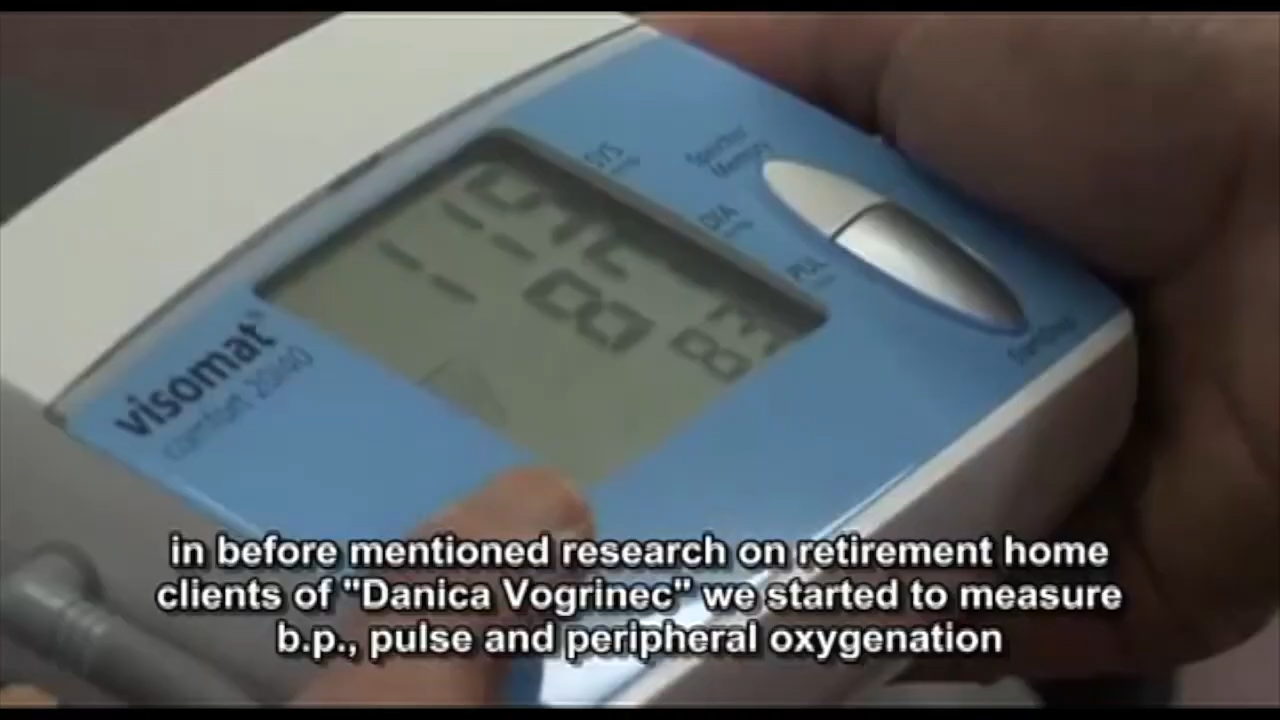 SYS
DIA
PUL
visomat
comfort 20/40
in before mentioned research on retirement home
clients of "Danica Vogrinec" we started to measure
b.p., pulse and peripheral oxygenation